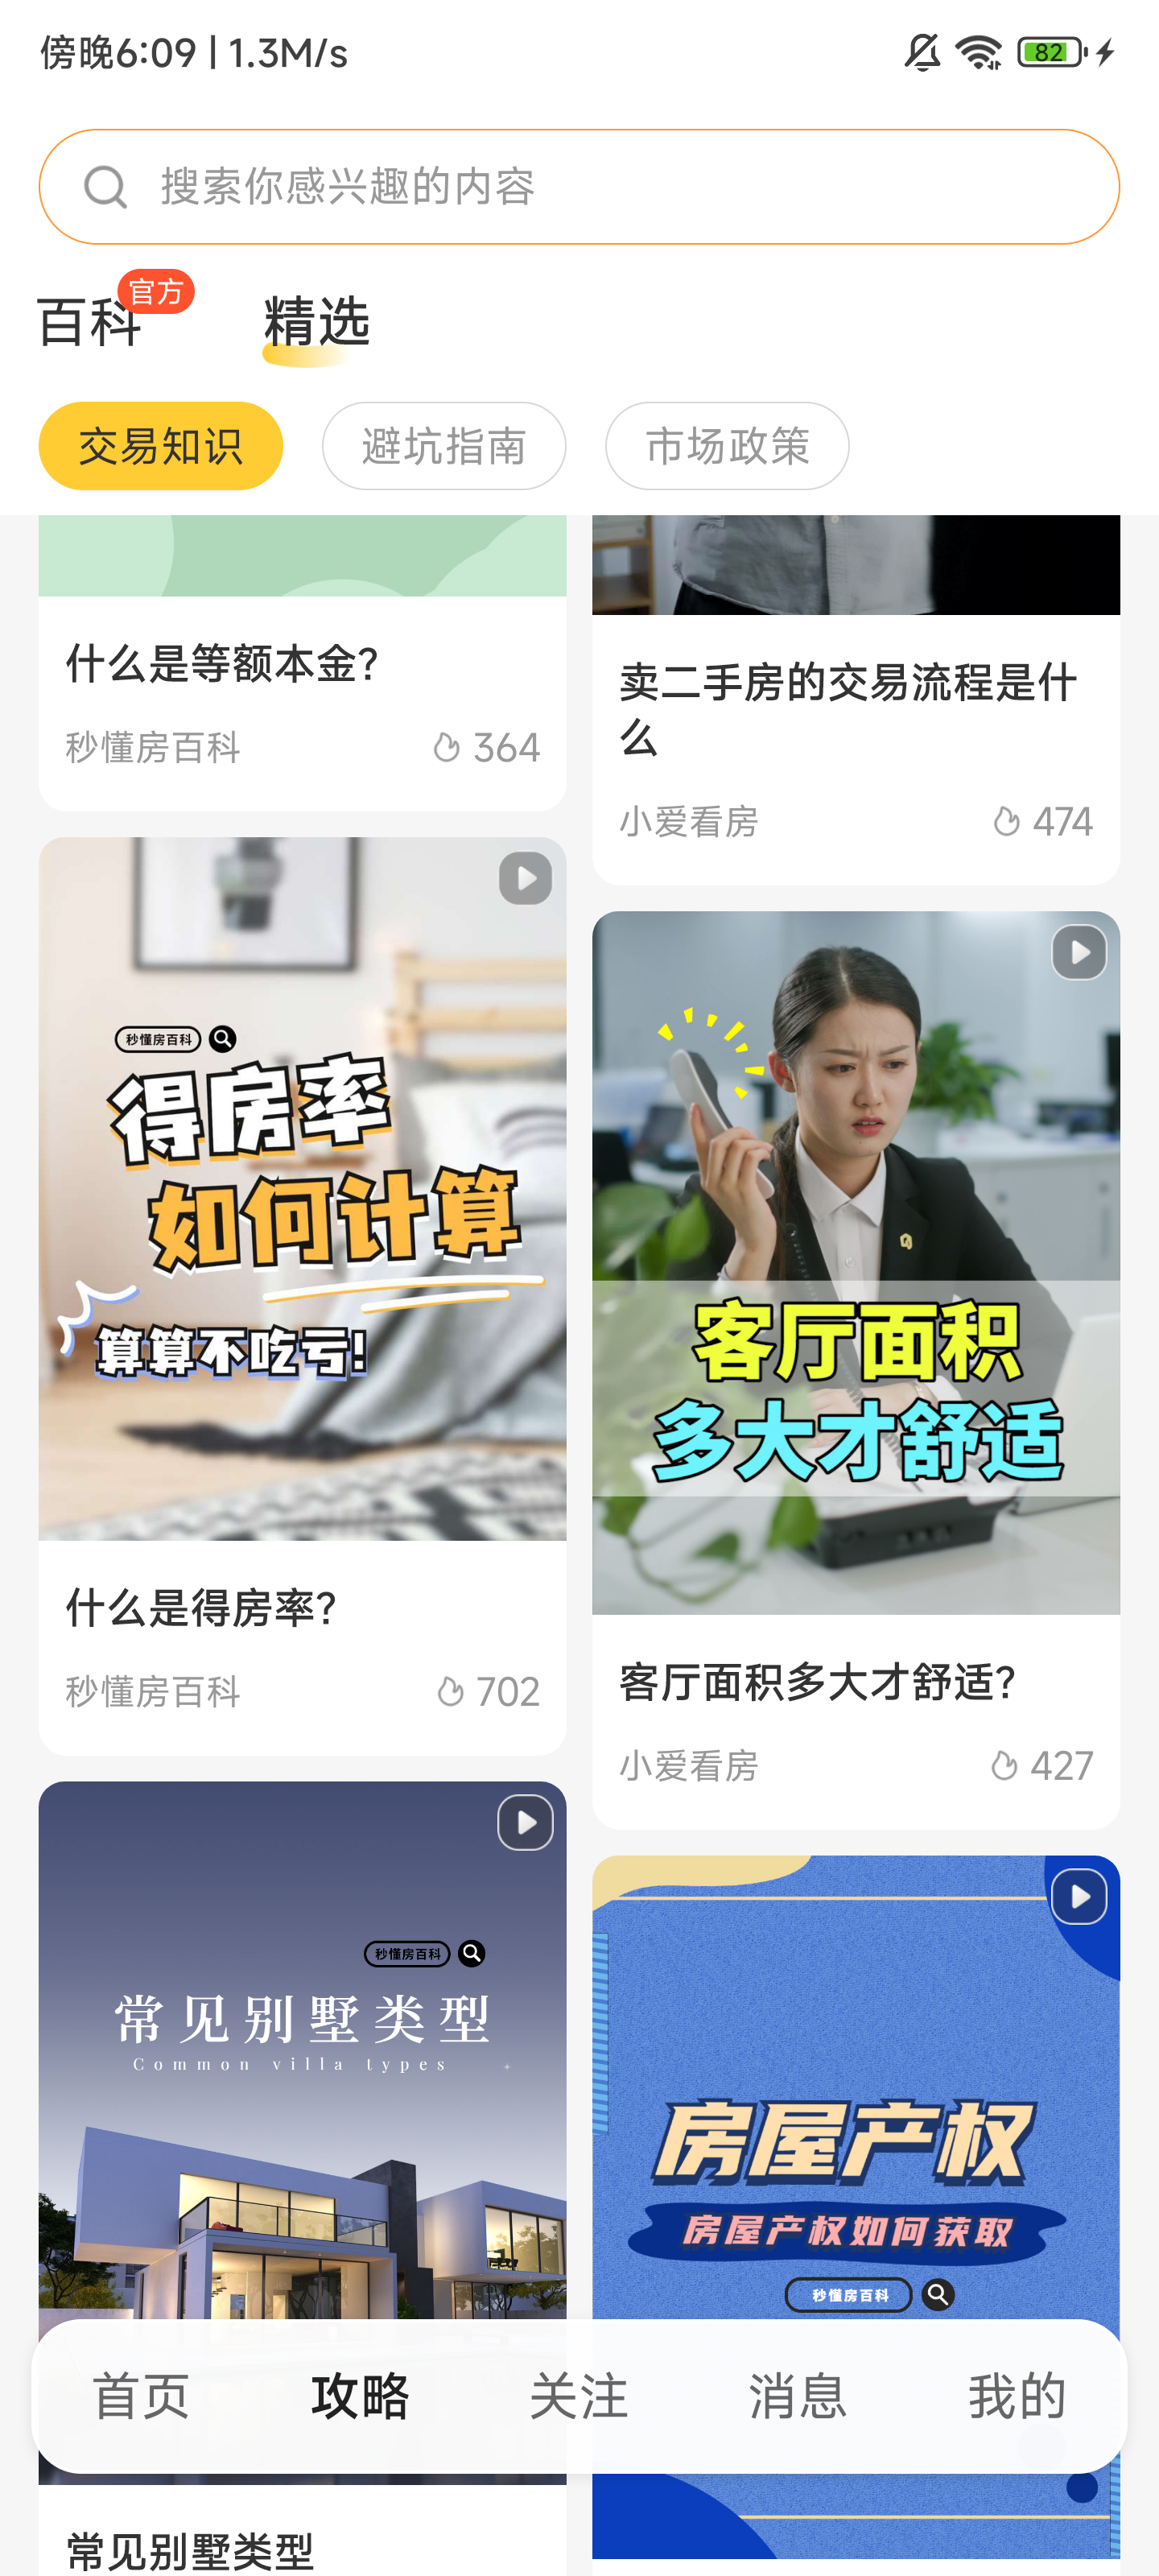 傍晚6:09 | 1.3M/s
82
搜索你感兴趣的内容
百科
官方
精选
交易知识
避坑指南
市场政策
什么是等额本金?
秒懂房百科
364
卖二手房的交易流程是什
么
小爱看房
474
秒懂房百科
得房率
如何计算
算算不吃亏!
什么是得房率?
秒懂房百科
702
客厅面积
多大才舒适
客厅面积多大才舒适?
小爱看房
427
秒懂房百科
常见别墅类型
Common villa types
常见别墅类型
房屋产权
房屋产权如何获取
秒懂房百科
首页
攻略
关注
消息
我的